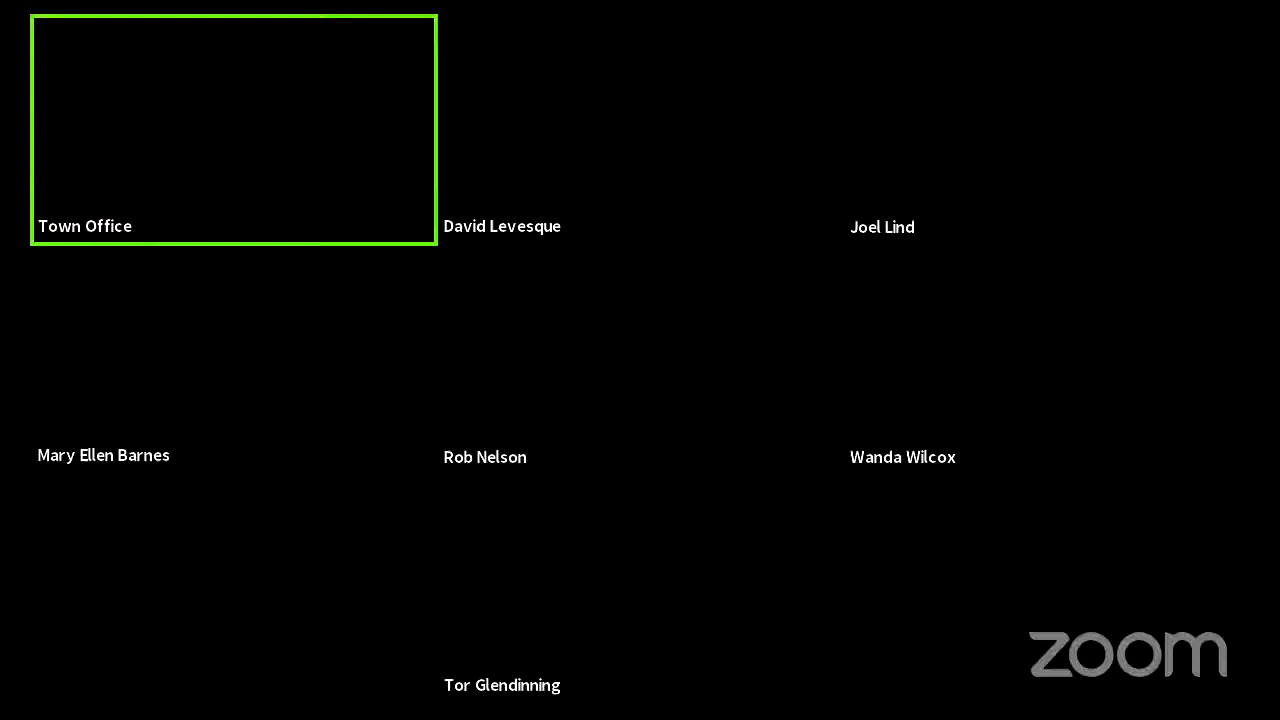 Town Office
David Levesque
Joel Lind
Mary Ellen Barnes
Rob Nelson
Wanda Wilcox
Tor Glendinning
zoom